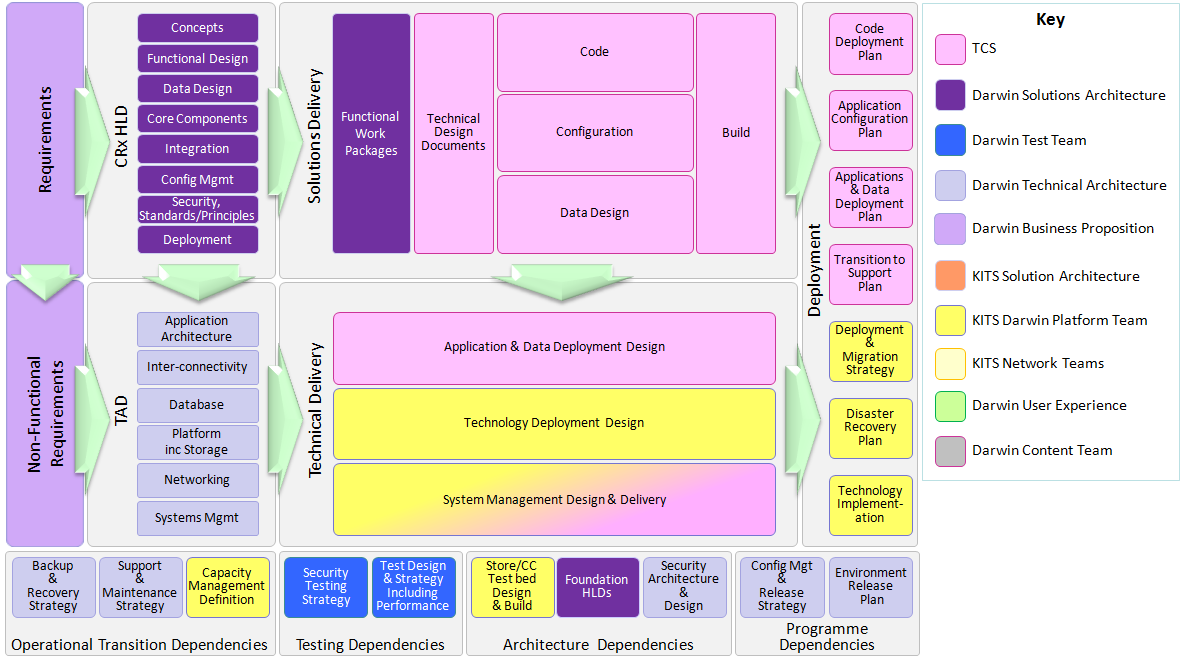 Requirements
CRx HLD
Concepts
Functional Design
Data Design
Core Components
Integration
Config Mgmt
Security,
Standards/Principles
Deployment
Solutions Delivery
Functional
Work
Packages
Technical
Design
Documents
Code
Configuration
Data Design
Build
Deployment
Code
Deployment
Plan
Application
Configuration
Plan
Applications
& Data
Deployment
Plan
Transition to
Support
Plan
Deployment
&
Migration
Strategy
Disaster
Recovery
Plan
Technology
Implement-
ation
Non-Functional
Requirements
TAD
Application
Architecture
Inter-connectivity
Database
Platform
inc Storage
Networking
Systems Mgmt
Technical Delivery
Application & Data Deployment Design
Technology Deployment Design
System Management Design & Delivery
Backup
&
Recovery
Strategy
Support
&
Maintenance
Strategy
Capacity
Management
Definition
Operational Transition Dependencies
Security
Testing
Strategy
Test Design
& Strategy
Including
Performance
Testing Dependencies
Store/CC
Test bed
Design
& Build
Foundation
HLDs
Security
Architecture
&
Design
Architecture Dependencies
Config Mgt
&
Release
Strategy
Environment
Release
Plan
Programme
Dependencies
Key
TCS
Darwin Solutions Architecture
Darwin Test Team
Darwin Technical Architecture
Darwin Business Proposition
KITS Solution Architecture
KITS Darwin Platform Team
KITS Network Teams
Darwin User Experience
Darwin Content Team